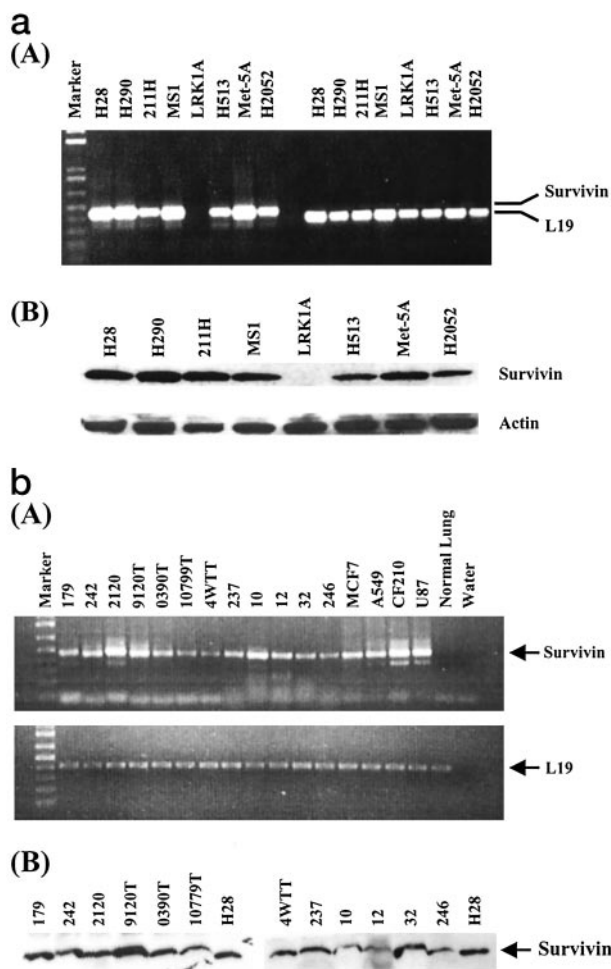 a
(A)
Marker H28 H290 211H MS1 LRK1A H513 Met-5A H2052 H28 H290 211H MS1 LRK1A H513 Met-5A H2052
Survivin
L19
(B)
H28 H290 211H MS1 LRK1A H513 Met-5A H2052
Survivin
Actin
b
(A)
Marker 179 242 2120 9120T 0390T 10799T 4WTT 237 10 12 32 246 MCF7 A549 CF210 U87 Normal Lung Water
Survivin
L19
(B)
179 242 2120 9120T 0390T 10779T H28 4WTT 237 10 12 32 246 H28
Survivin